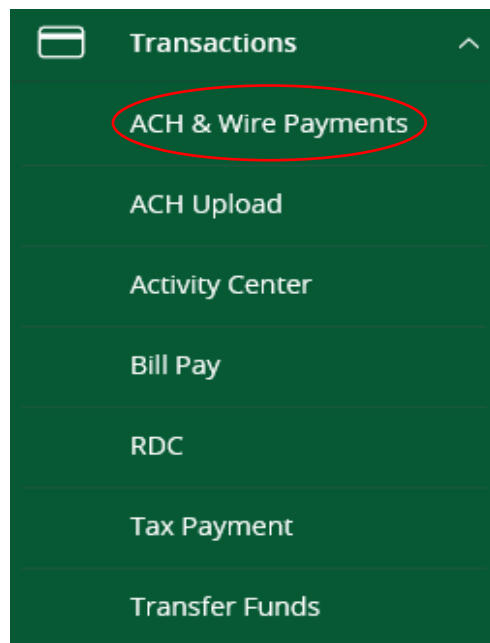 Transactions
ACH & Wire Payments
ACH Upload
Activity Center
Bill Pay
RDC
Tax Payment
Transfer Funds